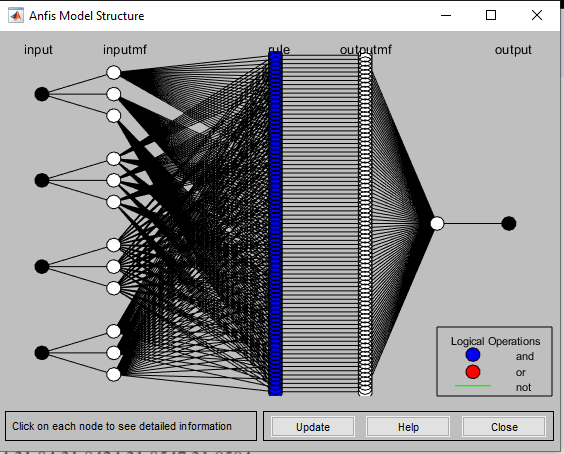 Anfis Model Structure
input inputmf rule outputmf output
Logical Operations
and
or
not
Click on each node to see detailed information
Update Help Close